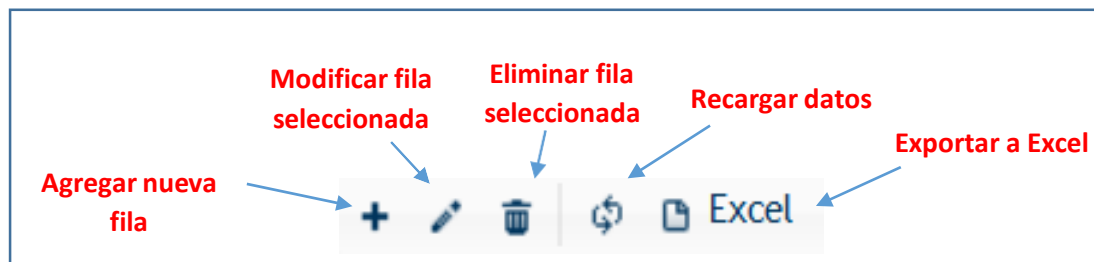 Modificar fila
seleccionada
Eliminar fila
seleccionada
Recargar datos
Exportar a Excel
Agregar nueva
fila
Excel